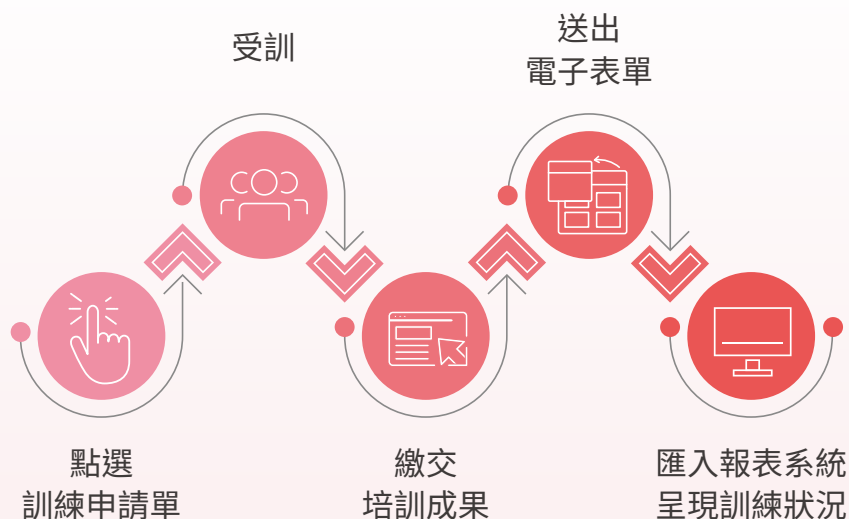 點選
訓練申請單
受訓
繳交
培訓成果
送出
電子表單
匯入報表系統
呈現訓練狀況